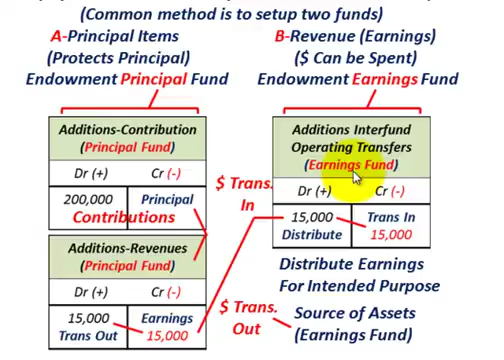 (Common method is to setup two funds)
A-Principal Items
(Protects Principal)
Endowment Principal Fund
B-Revenue (Earnings)
($ Can be Spent)
Endowment Earnings Fund
Additions-Contribution
(Principal Fund)
Dr (+) Cr (-)
200,000 Principal
Contributions
Additions-Revenues
(Principal Fund)
Dr (+) Cr (-)
15,000 Earnings
Trans Out 15,000
$ Trans.
In
$ Trans.
Out
Additions Interfund
Operating Transfers
(Earnings Fund)
Dr (+) Cr (-)
15,000 Trans In
Distribute 15,000
Distribute Earnings
For Intended Purpose
Source of Assets
(Earnings Fund)